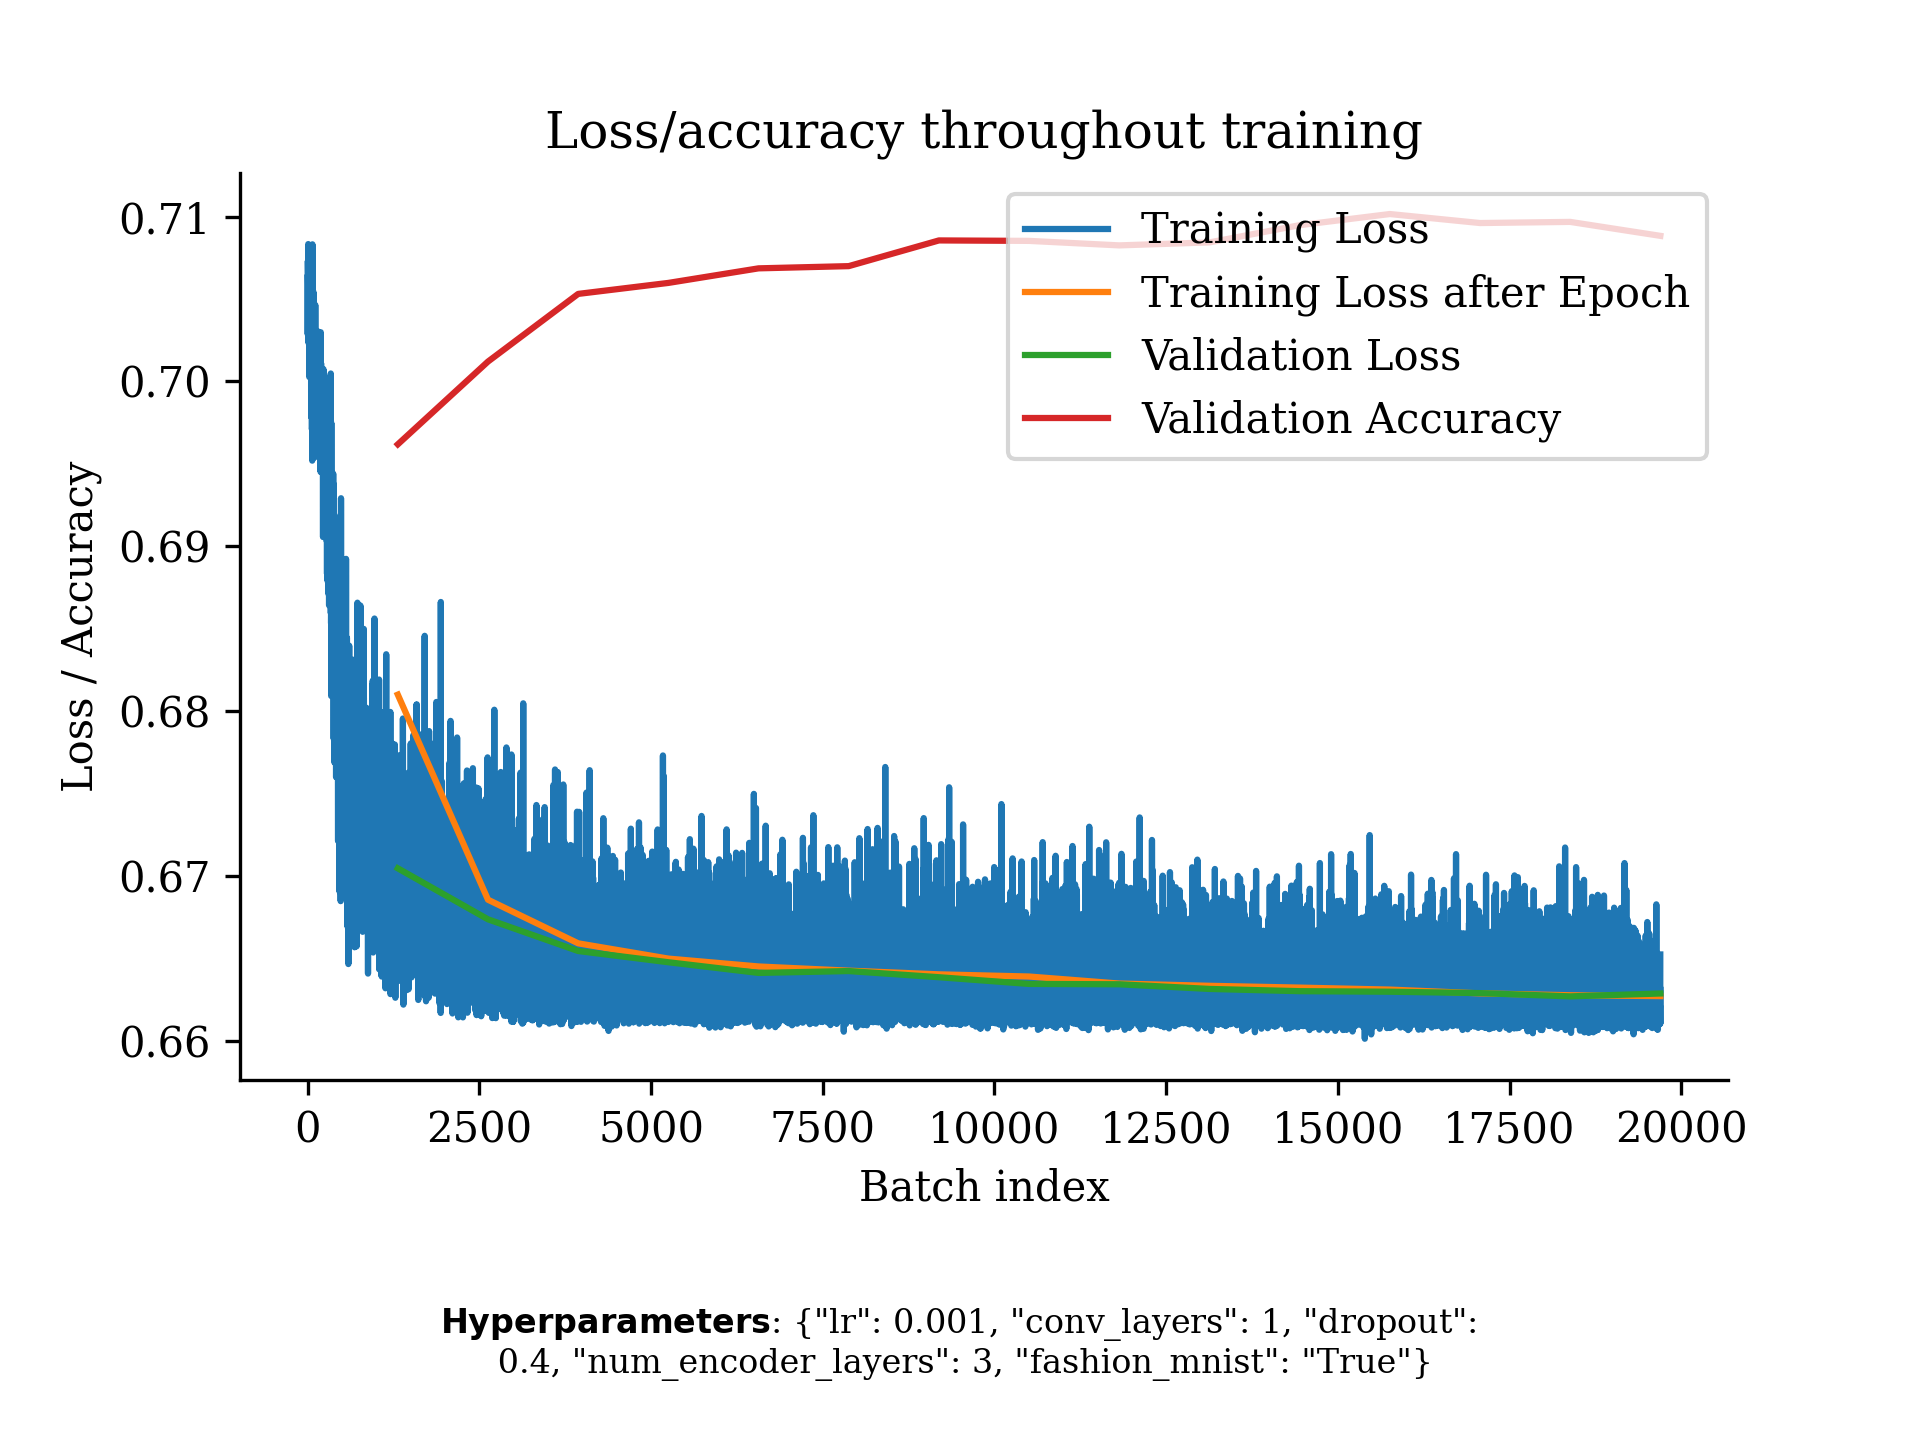 Loss/accuracy throughout training
Training Loss
Training Loss after Epoch
Validation Loss
Validation Accuracy
Loss / Accuracy
0.71
0.70
0.69
0.68
0.67
0.66
0 2500 5000 7500 10000 12500 15000 17500 20000
Batch index
Hyperparameters: {"lr": 0.001, "conv_layers": 1, "dropout":
0.4, "num_encoder_layers": 3, "fashion_mnist": "True"}